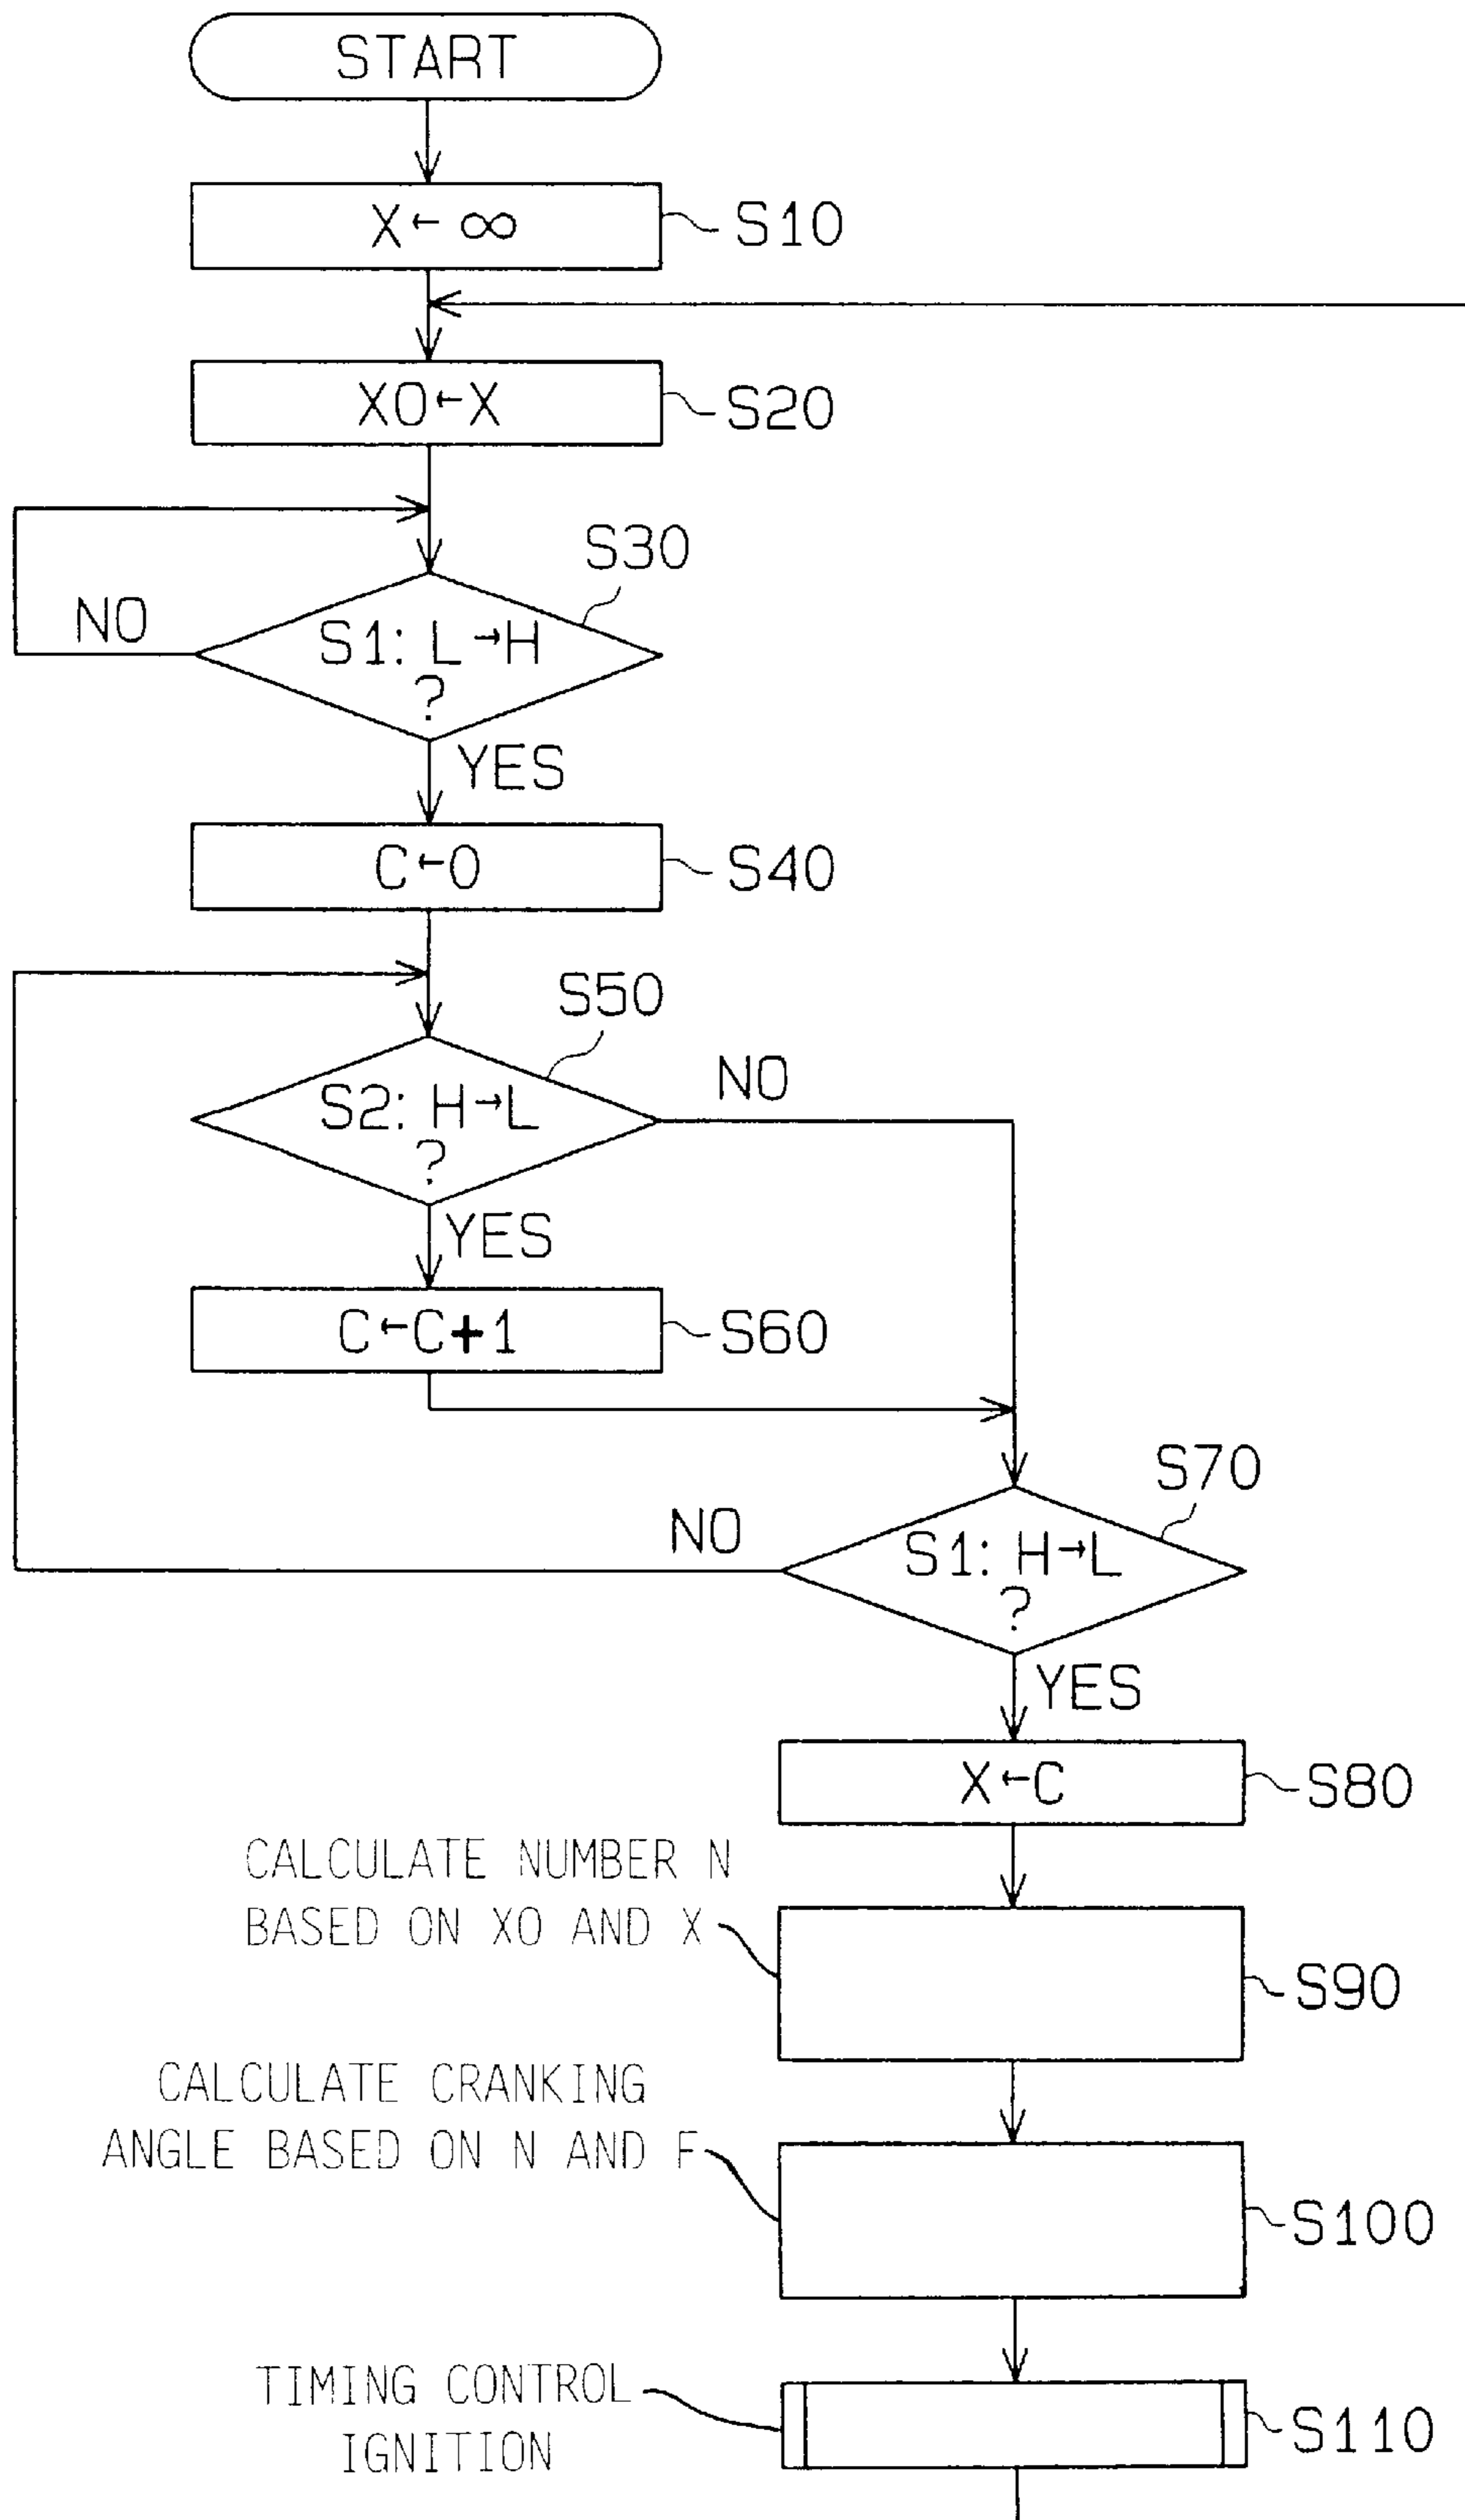 START
X←∞
S10
X0←X
S20
S30
NO
S1: L→H
?
YES
C←0
S40
S50
NO
S2: H→L
?
YES
C←C+1
S60
S70
NO
S1: H→L
?
YES
X←C
S80
CALCULATE NUMBER N
BASED ON X0 AND X
S90
CALCULATE CRANKING
ANGLE BASED ON N AND F
S100
TIMING CONTROL
IGNITION
S110